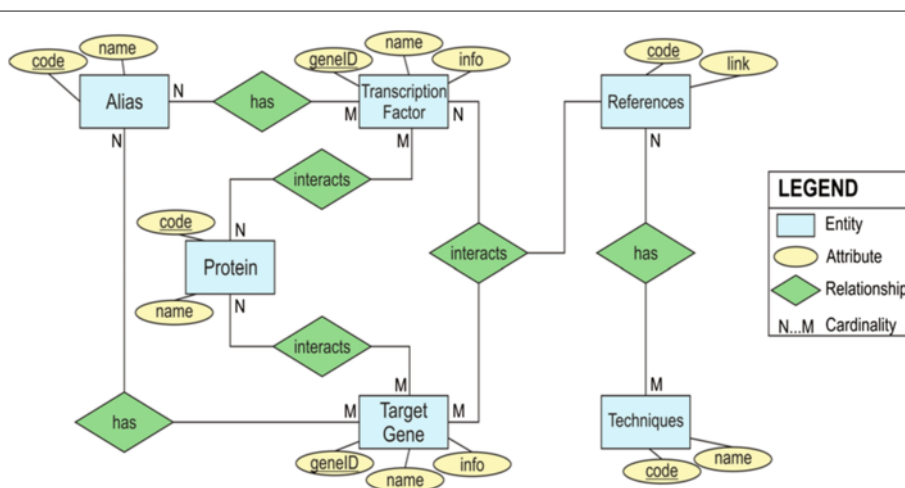 code
name
Alias
N
N
has
geneID
name
info
Transcription
Factor
M
M
N
code
link
References
N
interacts
code
N
Protein
name
N
interacts
interacts
has
LEGEND
Entity
Attribute
Relationship
N...M Cardinality
has
M
M
M
Target
Gene
geneID
name
info
M
Techniques
code
name